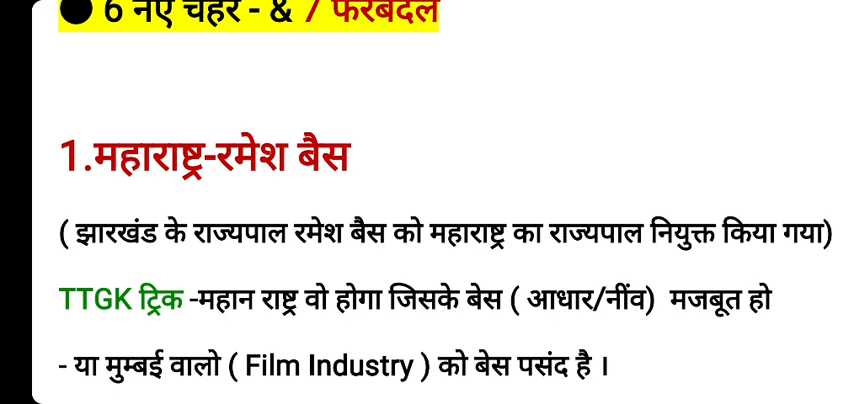 ● 6 नए चेहरे - & 7 फेरबदल
1.महाराष्ट्र-रमेश बैस
( झारखंड के राज्यपाल रमेश बैस को महाराष्ट्र का राज्यपाल नियुक्त किया गया)
TTGK ट्रिक -महान राष्ट्र वो होगा जिसके बेस ( आधार/नींव) मजबूत हो
- या मुम्बई वालो ( Film Industry ) को बेस पसंद है ।